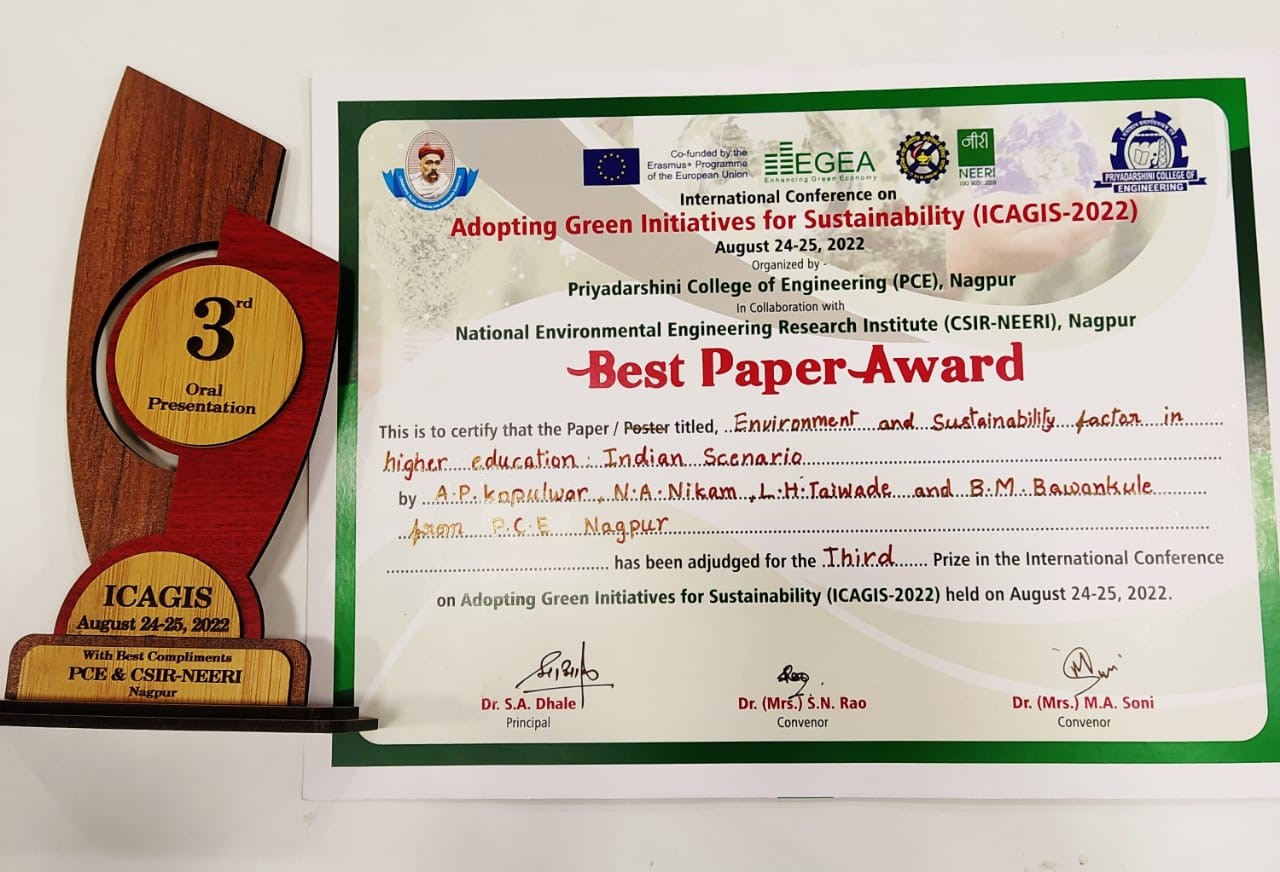 3rd
Oral
Presentation
ICAGIS
August 24-25, 2022
With Best Compliments
PCE & CSIR-NEERI
Nagpur
Co-funded by the
Erasmus+ Programme
of the European Union
EGEA
Enhancing Green Economy
नीरी
NEERI
PRIYADARSHINI COLLEGE OF
ENGINEERING
International Conference on
Adopting Green Initiatives for Sustainability (ICAGIS-2022)
August 24-25, 2022
Organized by -
Priyadarshini College of Engineering (PCE), Nagpur
In Collaboration with
National Environmental Engineering Research Institute (CSIR-NEERI), Nagpur
Best Paper Award
This is to certify that the Paper / Poster titled, Environment and Sustainability factor in
higher education : Indian Scenario
by A.P. Kapulwar, N.A. Nikam, L.H. Taiwade and B.M. Bawankule
from P.C.E Nagpur
has been adjudged for the Third Prize in the International Conference
on Adopting Green Initiatives for Sustainability (ICAGIS-2022) held on August 24-25, 2022.
Dr. S.A. Dhale
Principal
Dr. (Mrs.) S.N. Rao
Convenor
Dr. (Mrs.) M.A. Soni
Convenor